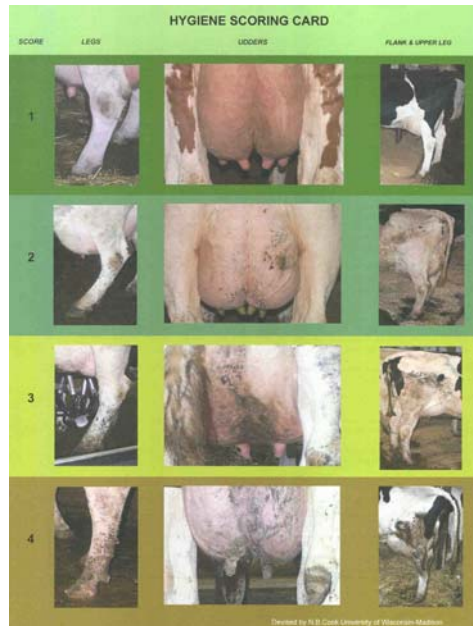 HYGIENE SCORING CARD
SCORE LEGS UDDERS FLANK & UPPER LEG
1
2
3
4
Devised by N.B.Cook University of Wisconsin-Madison